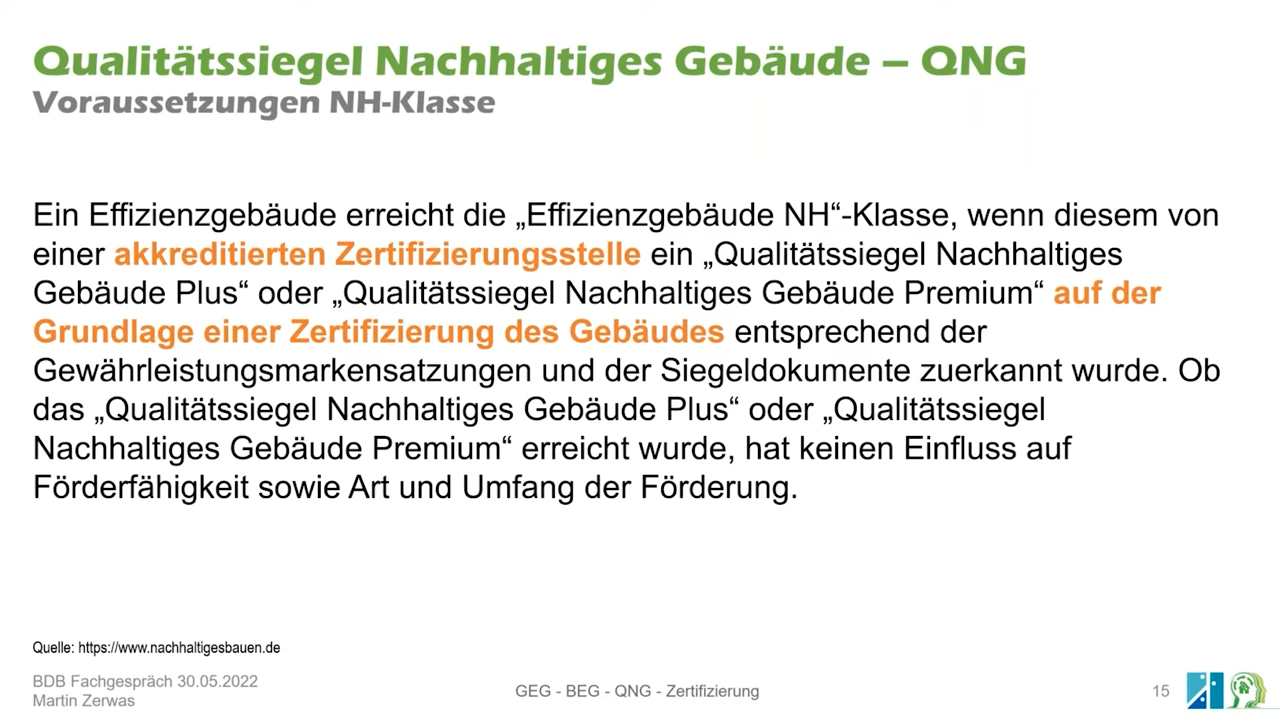 Qualitätssiegel Nachhaltiges Gebäude – QNG
Voraussetzungen NH-Klasse
Ein Effizienzgebäude erreicht die „Effizienzgebäude NH“-Klasse, wenn diesem von
einer akkreditierten Zertifizierungsstelle ein „Qualitätssiegel Nachhaltiges
Gebäude Plus“ oder „Qualitätssiegel Nachhaltiges Gebäude Premium“ auf der
Grundlage einer Zertifizierung des Gebäudes entsprechend der
Gewährleistungsmarkensatzungen und der Siegeldokumente zuerkannt wurde. Ob
das „Qualitätssiegel Nachhaltiges Gebäude Plus“ oder „Qualitätssiegel
Nachhaltiges Gebäude Premium“ erreicht wurde, hat keinen Einfluss auf
Förderfähigkeit sowie Art und Umfang der Förderung.
Quelle: https://www.nachhaltigesbauen.de
BDB Fachgespräch 30.05.2022
Martin Zerwas
GEG - BEG - QNG - Zertifizierung
15